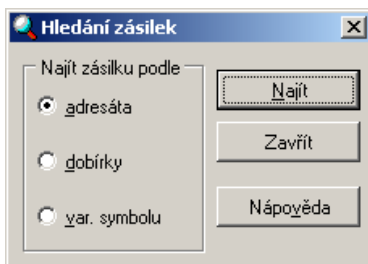 Hledání zásilek
Najít zásilku podle
adresáta
dobírky
var. symbolu
Najít
Zavřít
Nápověda